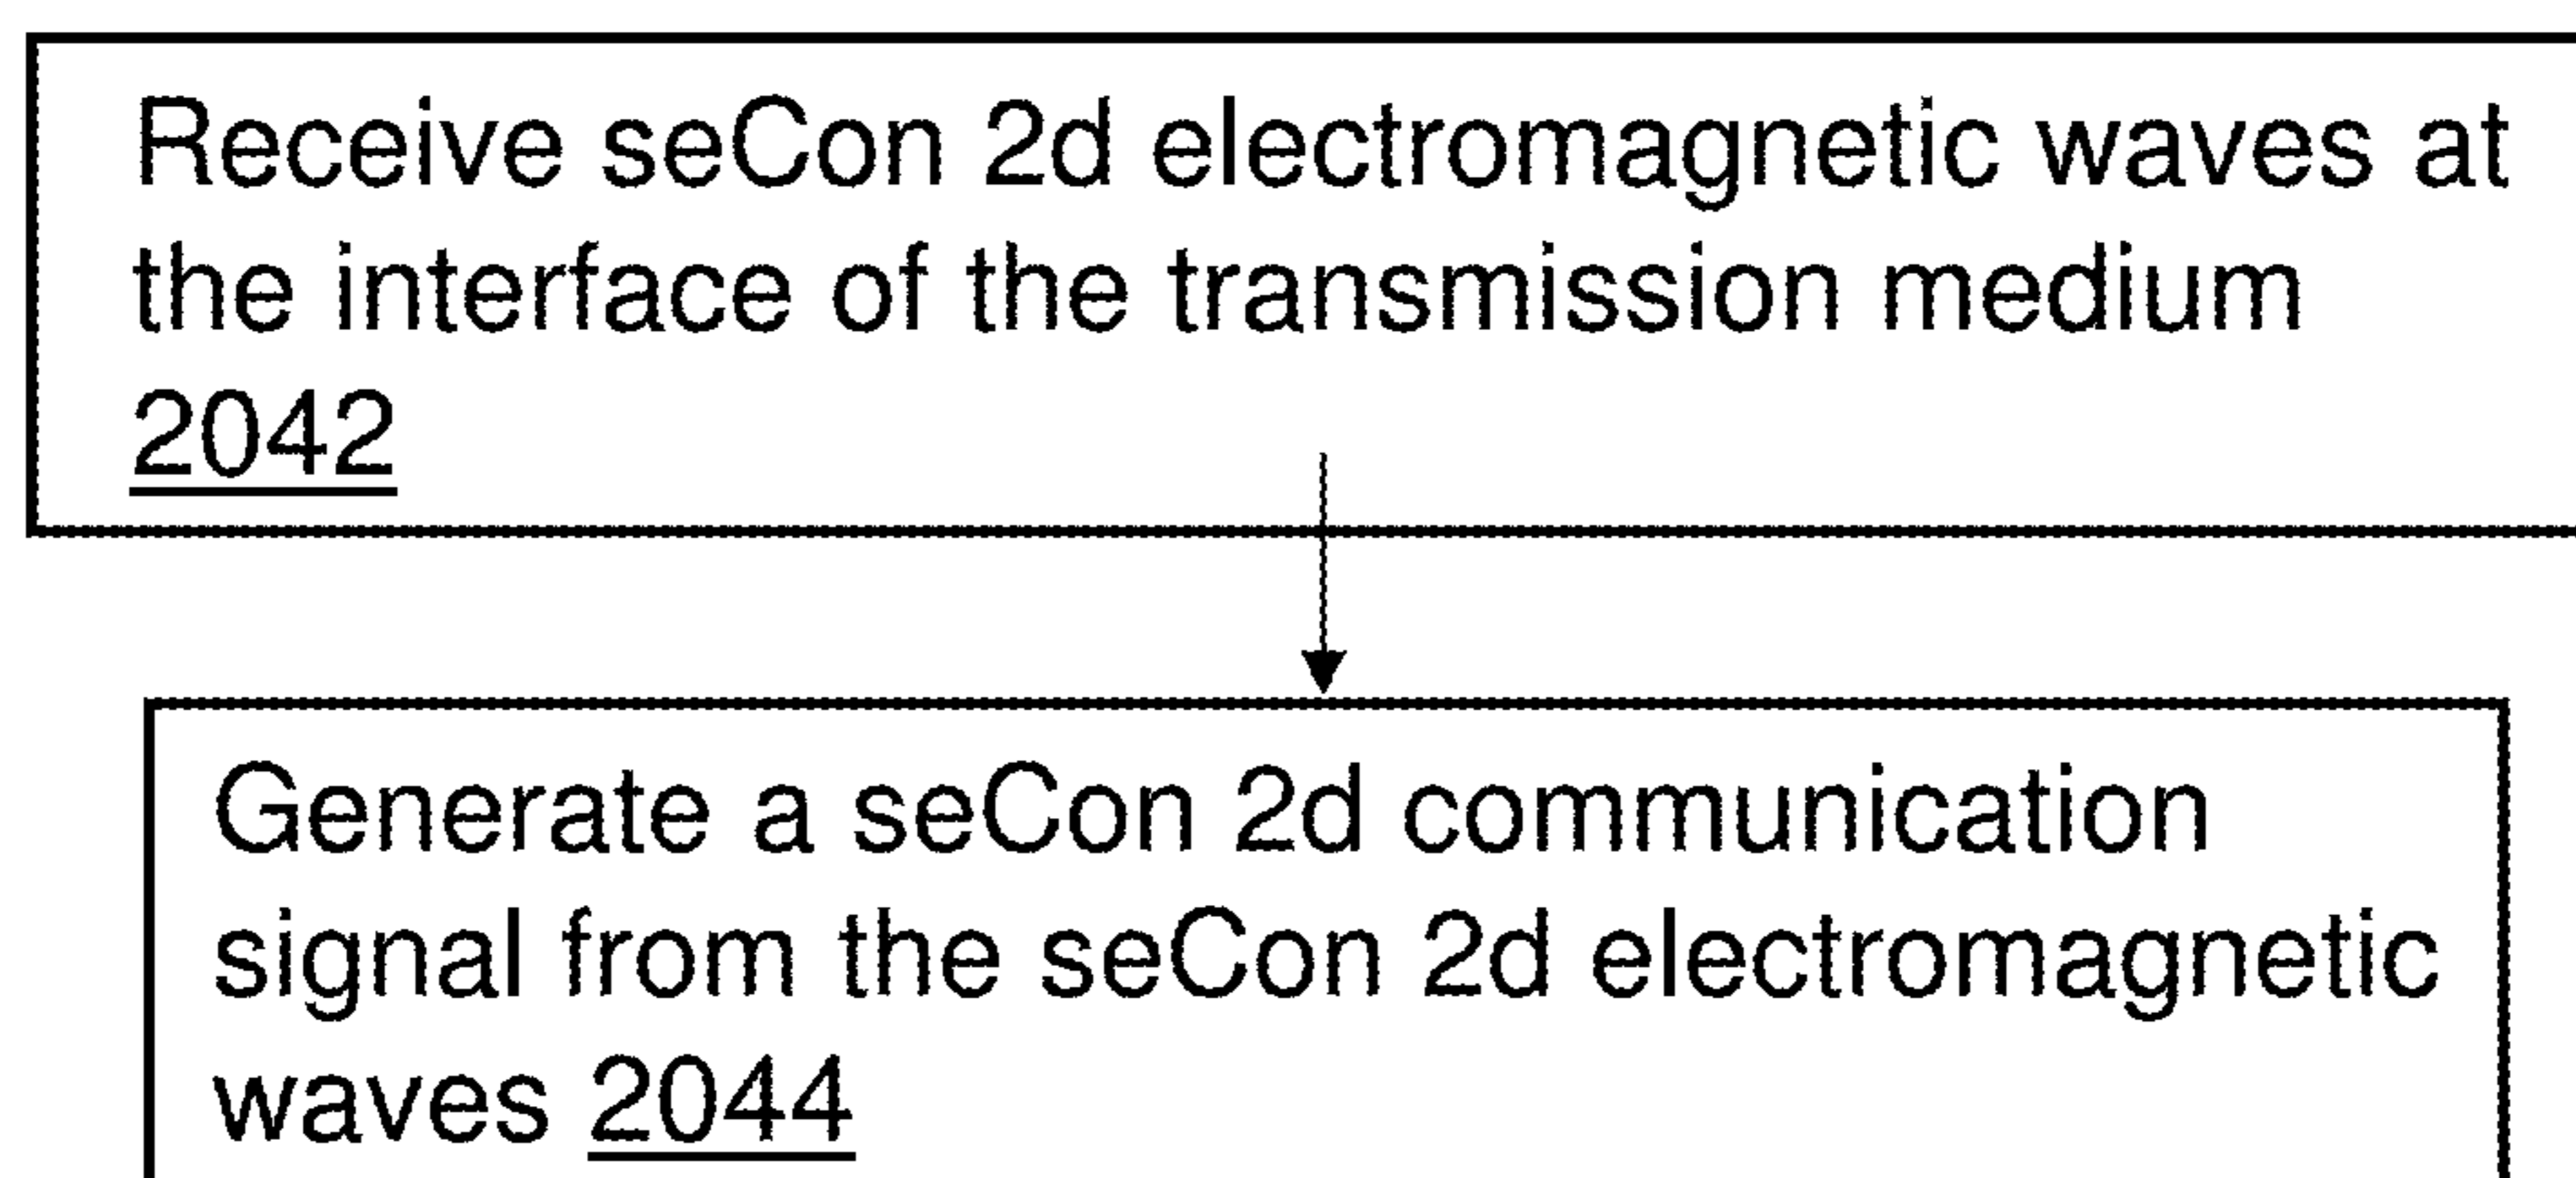 Receive seCon 2d electromagnetic waves at
the interface of the transmission medium
2042
Generate a seCon 2d communication
signal from the seCon 2d electromagnetic
waves 2044